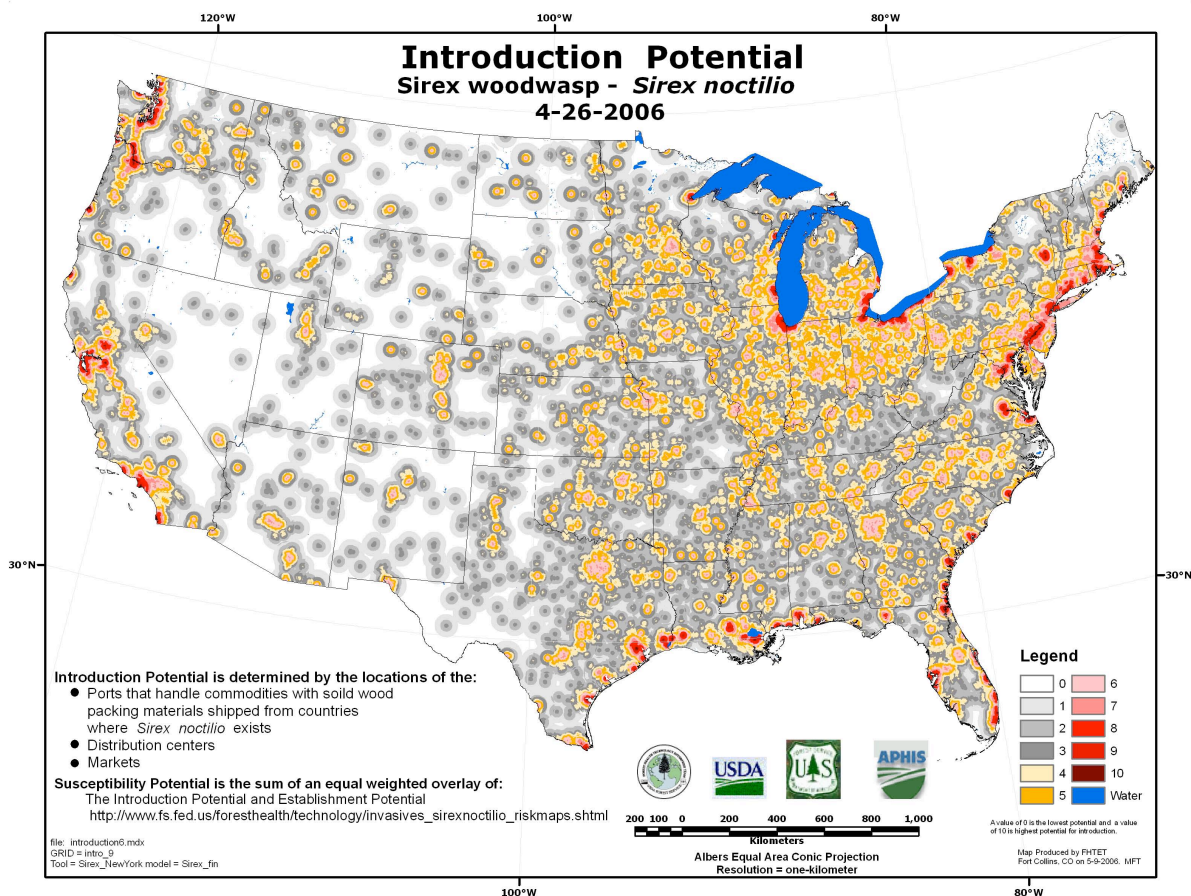 120°W
100°W
80°W
Introduction Potential
Sirex woodwasp - Sirex noctilio
4-26-2006
30°N
30°N
Introduction Potential is determined by the locations of the:
● Ports that handle commodities with soild wood
packing materials shipped from countries
where Sirex noctilio exists
● Distribution centers
● Markets
Susceptibility Potential is the sum of an equal weighted overlay of:
The Introduction Potential and Establishment Potential
http://www.fs.fed.us/foresthealth/technology/invasives_sirexnoctilio_riskmaps.shtml
file: introduction6.mdx
GRID = intro_9
Tool = Sirex_NewYork model = Sirex_fin
USDA
FOREST SERVICE
U S
DEPARTMENT OF AGRICULTURE
APHIS
200 100 0 200 400 600 800 1,000
Kilometers
Albers Equal Area Conic Projection
Resolution = one-kilometer
Legend
0 6
1 7
2 8
3 9
4 10
5 Water
A value of 0 is the lowest potential and a value
of 10 is highest potential for introduction.
Map Produced by FHTET
Fort Collins, CO on 5-9-2006. MFT
100°W
80°W